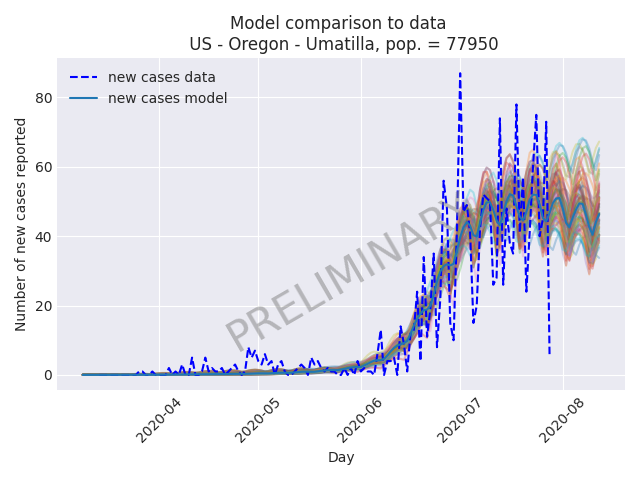 Model comparison to data
US - Oregon - Umatilla, pop. = 77950
new cases data
new cases model
Number of new cases reported
80
60
40
20
0
PRELIMINARY
2020-04
2020-05
2020-06
2020-07
2020-08
Day